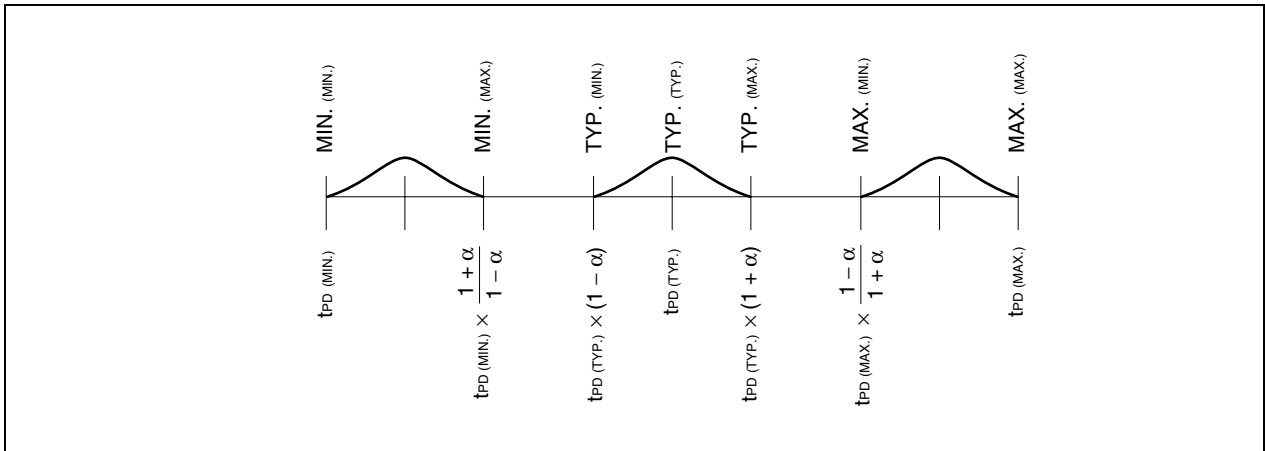 MIN. (MIN.)
MIN. (MAX.)
TYP. (MIN.)
TYP. (TYP.)
TYP. (MAX.)
MAX. (MIN.)
MAX. (MAX.)
tPD (MIN.)
tPD (MIN.) × 1 + α / 1 − α
tPD (TYP.) × (1 − α)
tPD (TYP.)
tPD (TYP.) × (1 + α)
tPD (MAX.) × 1 − α / 1 + α
tPD (MAX.)